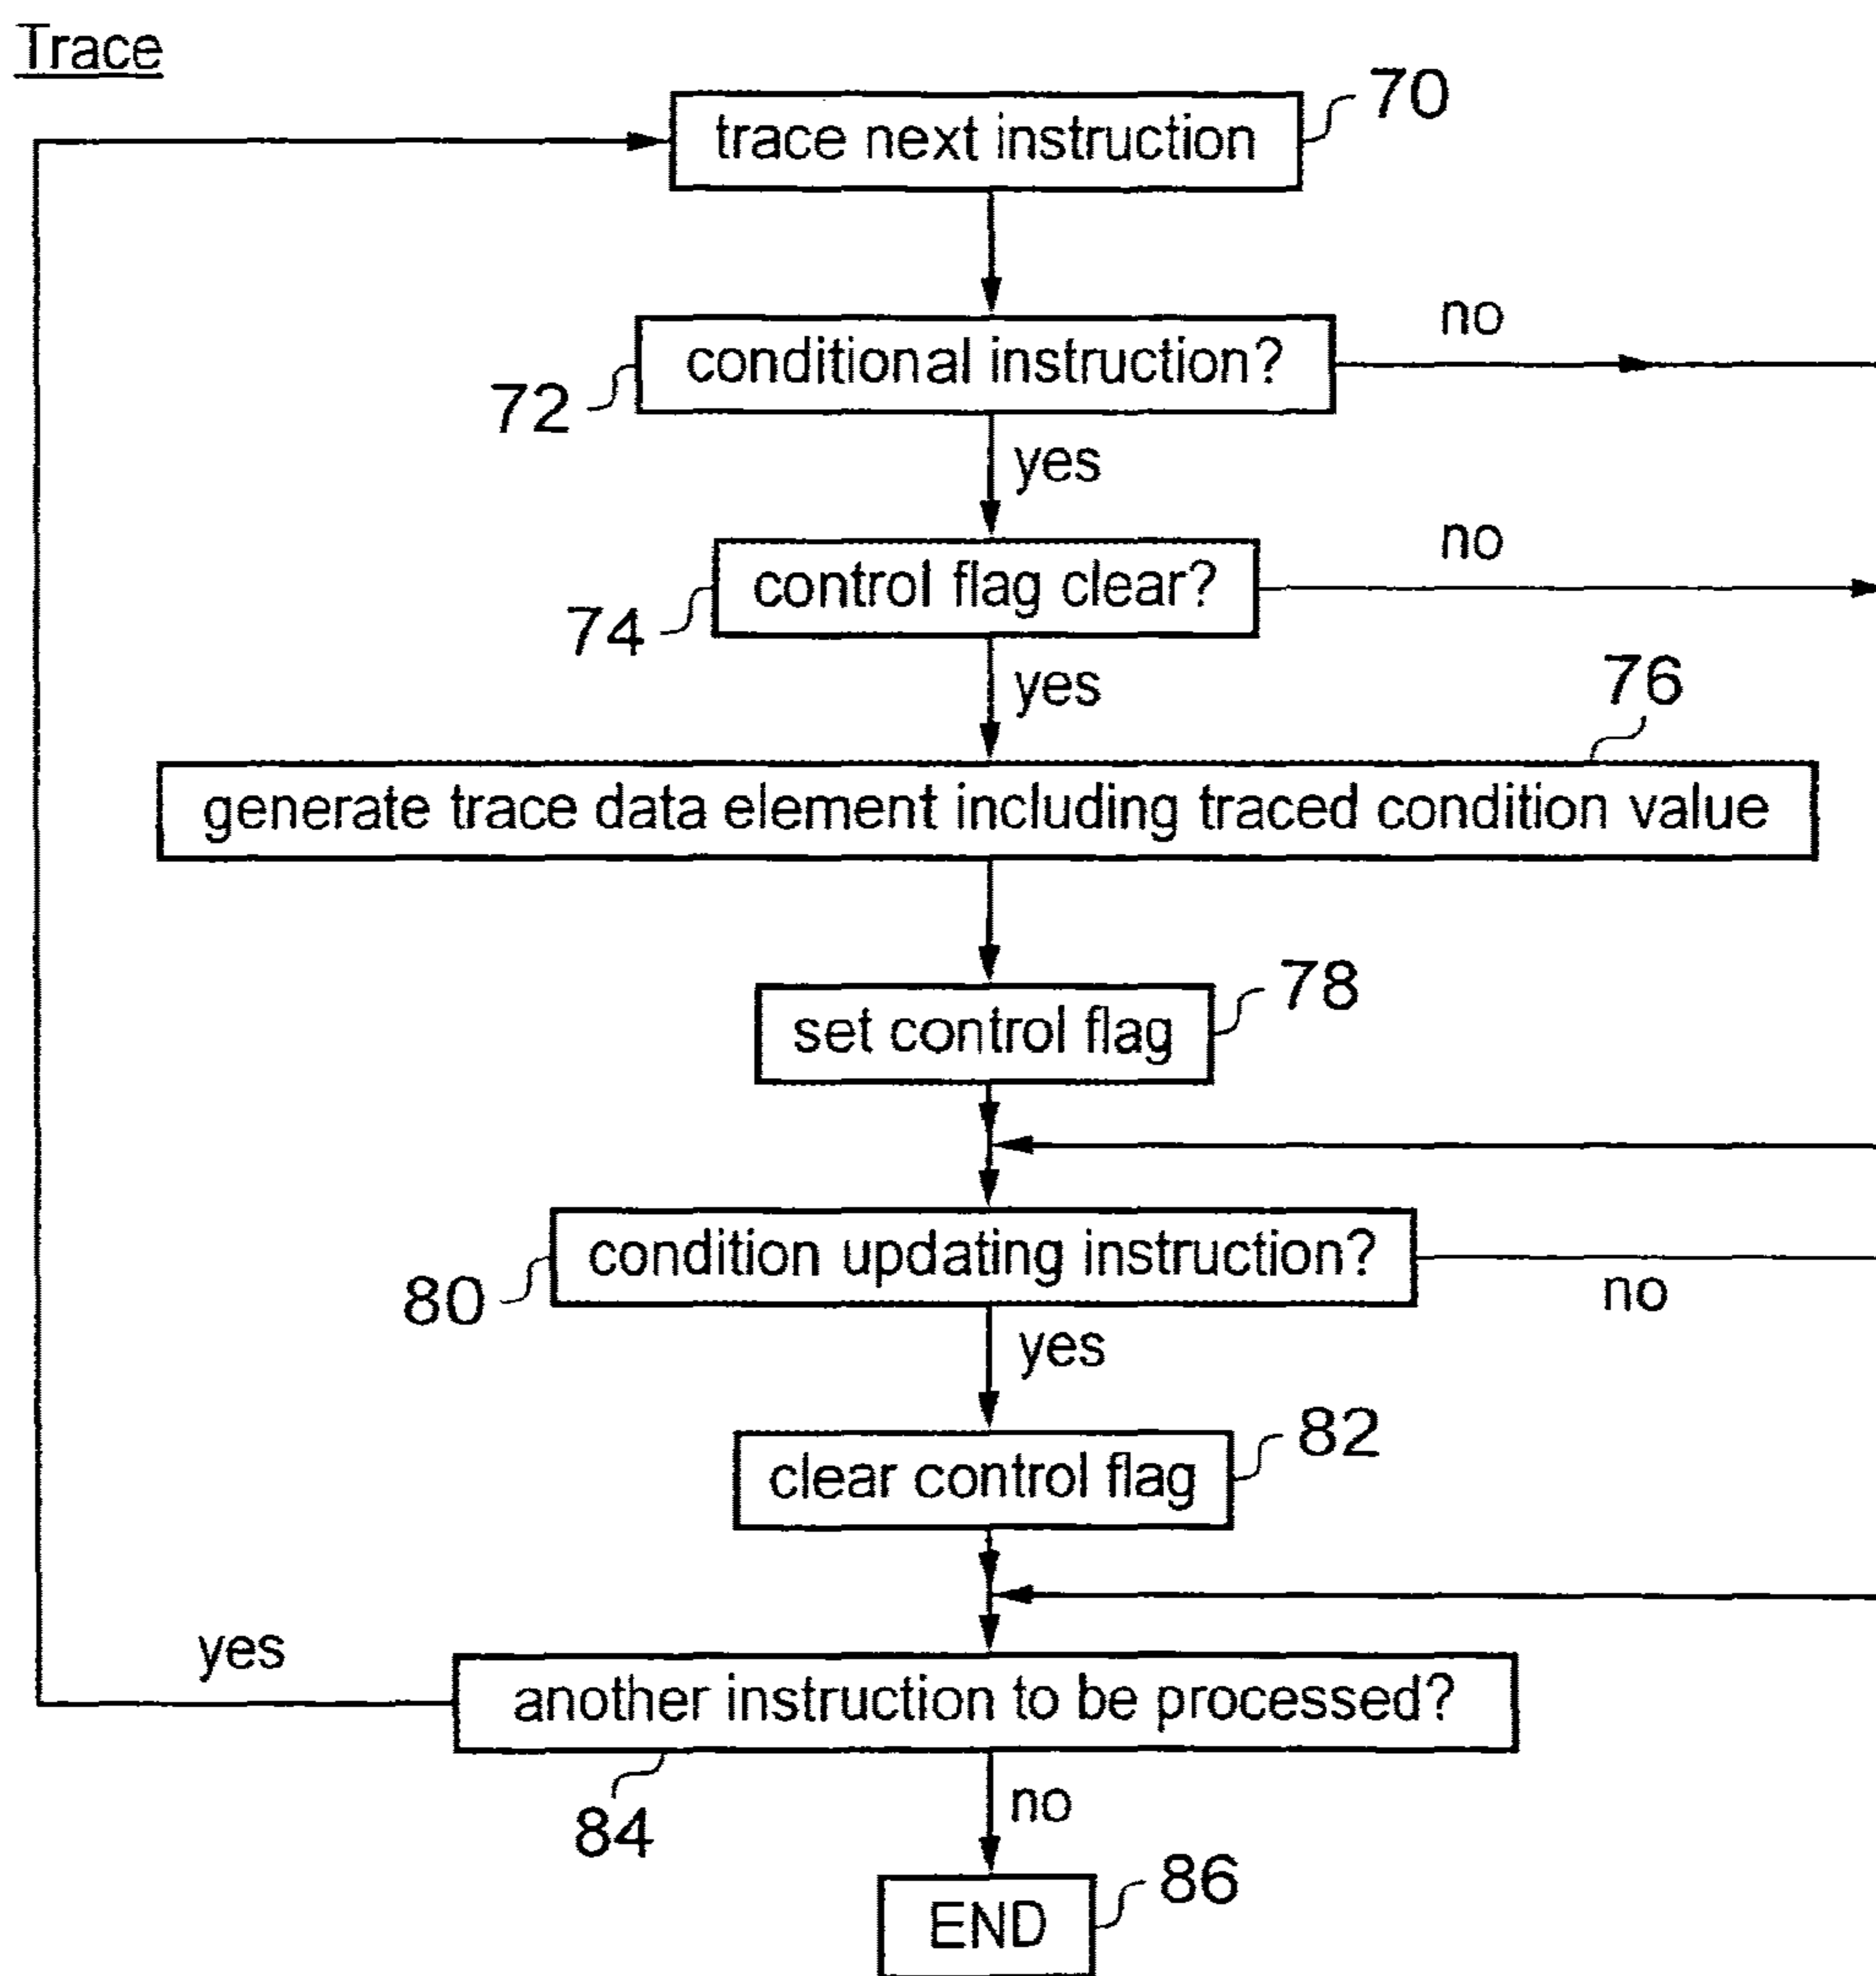 Trace
trace next instruction
70
conditional instruction?
no
72
yes
control flag clear?
no
74
yes
76
generate trace data element including traced condition value
set control flag
78
condition updating instruction?
80
no
yes
82
clear control flag
yes
another instruction to be processed?
84
no
86
END